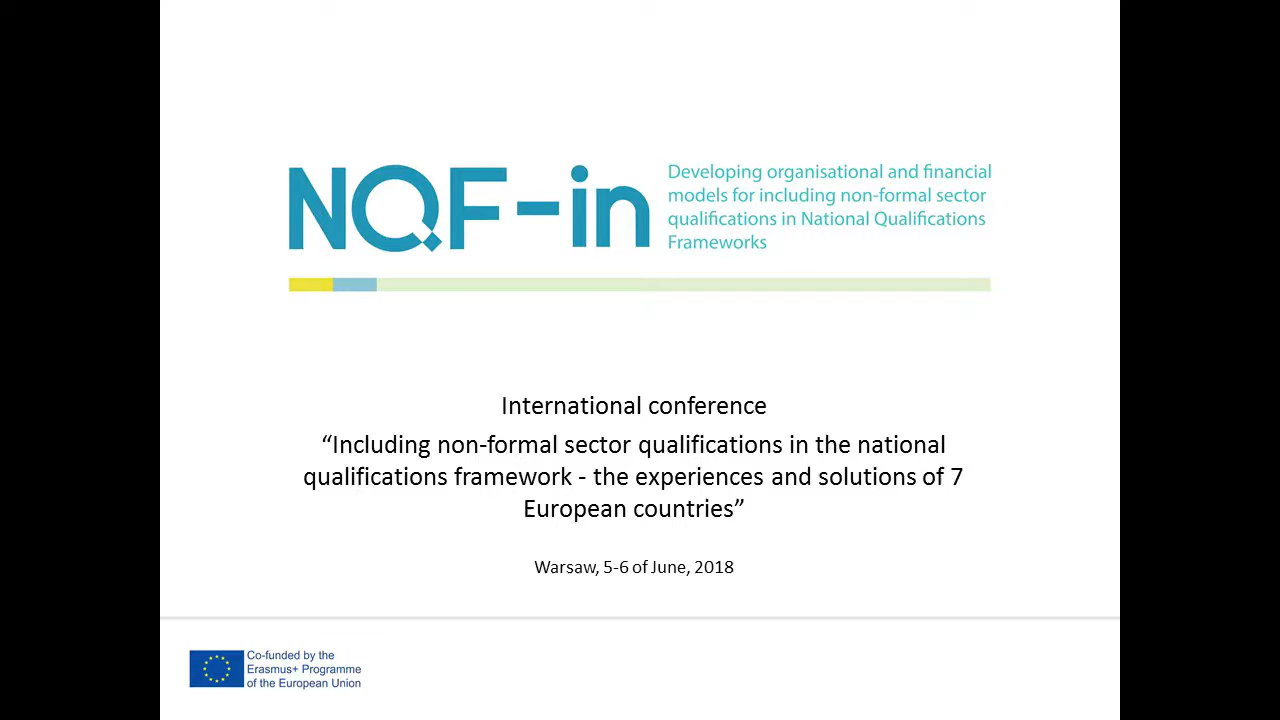 NQF-in
Developing organisational and financial
models for including non-formal sector
qualifications in National Qualifications
Frameworks
International conference
“Including non-formal sector qualifications in the national
qualifications framework - the experiences and solutions of 7
European countries”
Warsaw, 5-6 of June, 2018
Co-funded by the
Erasmus+ Programme
of the European Union